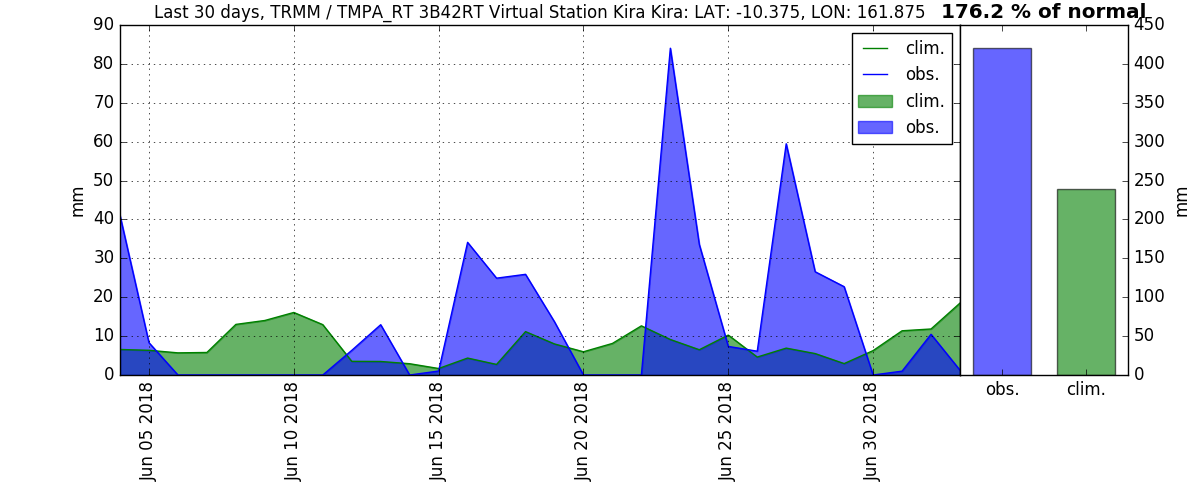 Last 30 days, TRMM / TMPA_RT 3B42RT Virtual Station Kira Kira: LAT: -10.375, LON: 161.875 176.2 % of normal
90
80
70
60
50
40
30
20
10
0
mm
clim.
obs.
clim.
obs.
450
400
350
300
250
200
150
100
50
0
mm
obs.
clim.
Jun 05 2018
Jun 10 2018
Jun 15 2018
Jun 20 2018
Jun 25 2018
Jun 30 2018